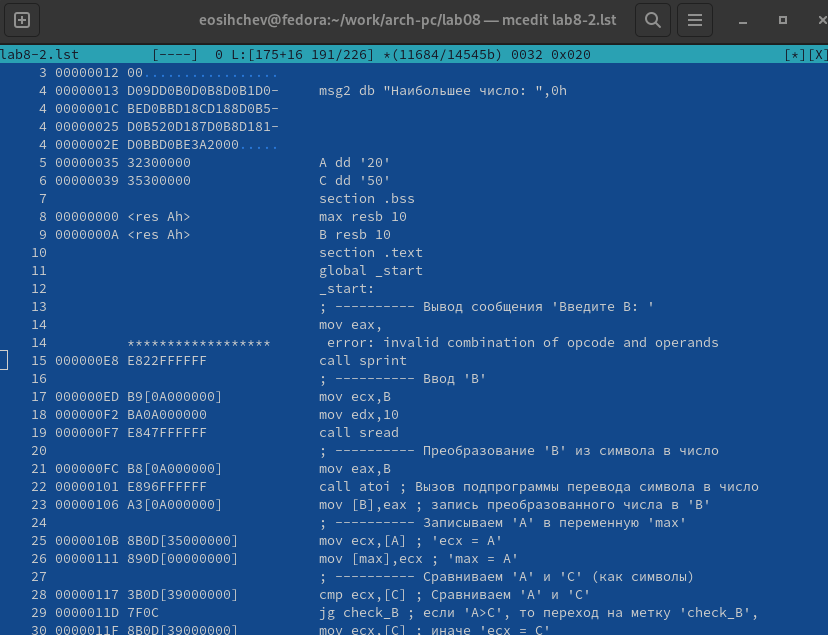 eosihchev@fedora:~/work/arch-pc/lab08 — mcedit lab8-2.lst
lab8-2.lst [----] 0 L:[175+16 191/226] *(11684/14545b) 0032 0x020 [*][X]
3 00000012 00.................
4 00000013 D09DD0B0D0B8D0B1D0- msg2 db "Наибольшее число: ",0h
4 0000001C BED0BBD18CD188D0B5-
4 00000025 D0B520D187D0B8D181-
4 0000002E D0BBD0BE3A2000.....
5 00000035 32300000 A dd '20'
6 00000039 35300000 C dd '50'
7 section .bss
8 00000000 <res Ah> max resb 10
9 0000000A <res Ah> B resb 10
10 section .text
11 global _start
12 _start:
13 ; ---------- Вывод сообщения 'Введите B: '
14 mov eax,
14 ****************** error: invalid combination of opcode and operands
15 000000E8 E822FFFFFF call sprint
16 ; ---------- Ввод 'B'
17 000000ED B9[0A000000] mov ecx,B
18 000000F2 BA0A000000 mov edx,10
19 000000F7 E847FFFFFF call sread
20 ; ---------- Преобразование 'B' из символа в число
21 000000FC B8[0A000000] mov eax,B
22 00000101 E896FFFFFF call atoi ; Вызов подпрограммы перевода символа в число
23 00000106 A3[0A000000] mov [B],eax ; запись преобразованного числа в 'B'
24 ; ---------- Записываем 'A' в переменную 'max'
25 0000010B 8B0D[35000000] mov ecx,[A] ; 'ecx = A'
26 00000111 890D[00000000] mov [max],ecx ; 'max = A'
27 ; ---------- Сравниваем 'A' и 'C' (как символы)
28 00000117 3B0D[39000000] cmp ecx,[C] ; Сравниваем 'A' и 'C'
29 0000011D 7F0C jg check_B ; если 'A>C', то переход на метку 'check_B',
30 0000011F 8B0D[39000000] mov ecx,[C] ; иначе 'ecx = C'